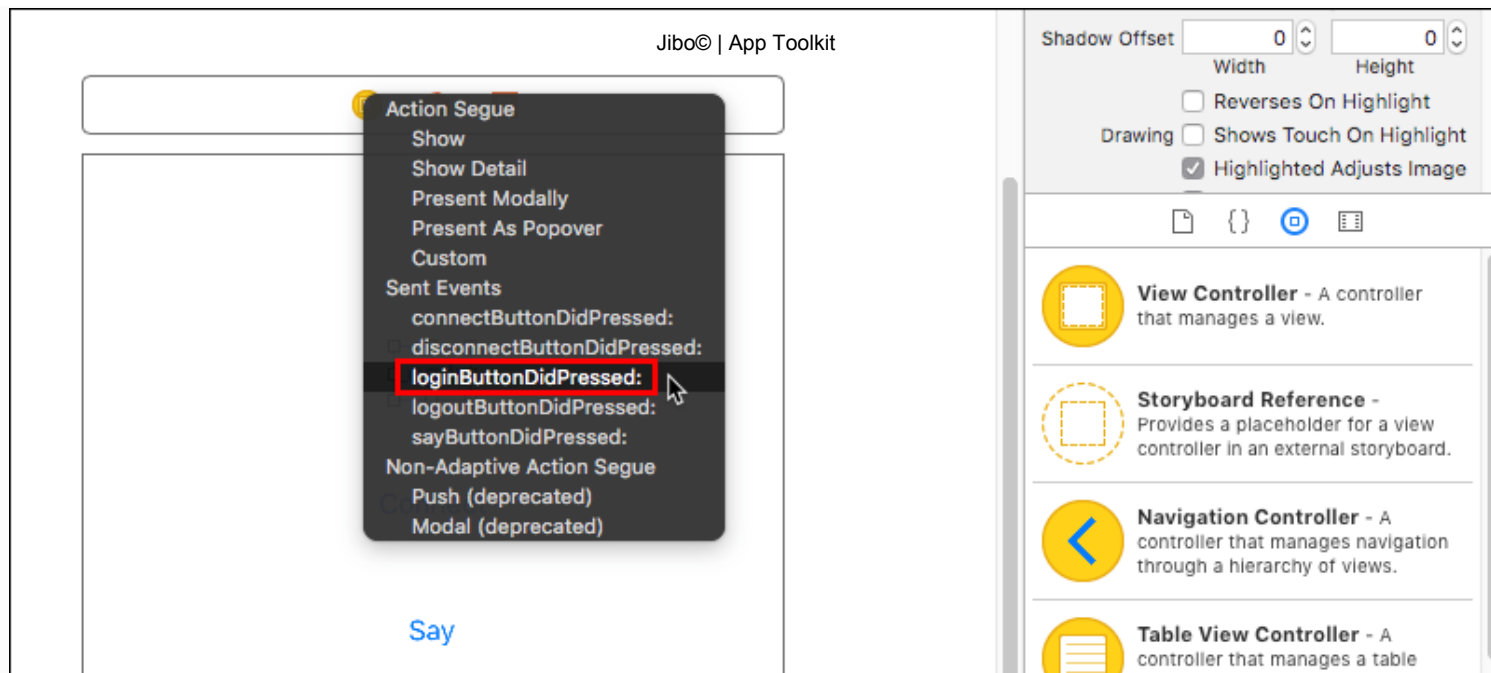 Jibo© | App Toolkit
Action Segue
Show
Show Detail
Present Modally
Present As Popover
Custom
Sent Events
connectButtonDidPressed:
disconnectButtonDidPressed:
loginButtonDidPressed:
logoutButtonDidPressed:
sayButtonDidPressed:
Non-Adaptive Action Segue
Push (deprecated)
Modal (deprecated)
Say
Shadow Offset 0 0
Width Height
Reverses On Highlight
Drawing Shows Touch On Highlight
Highlighted Adjusts Image
{}
View Controller - A controller
that manages a view.
Storyboard Reference -
Provides a placeholder for a view
controller in an external storyboard.
Navigation Controller - A
controller that manages navigation
through a hierarchy of views.
Table View Controller - A
controller that manages a table